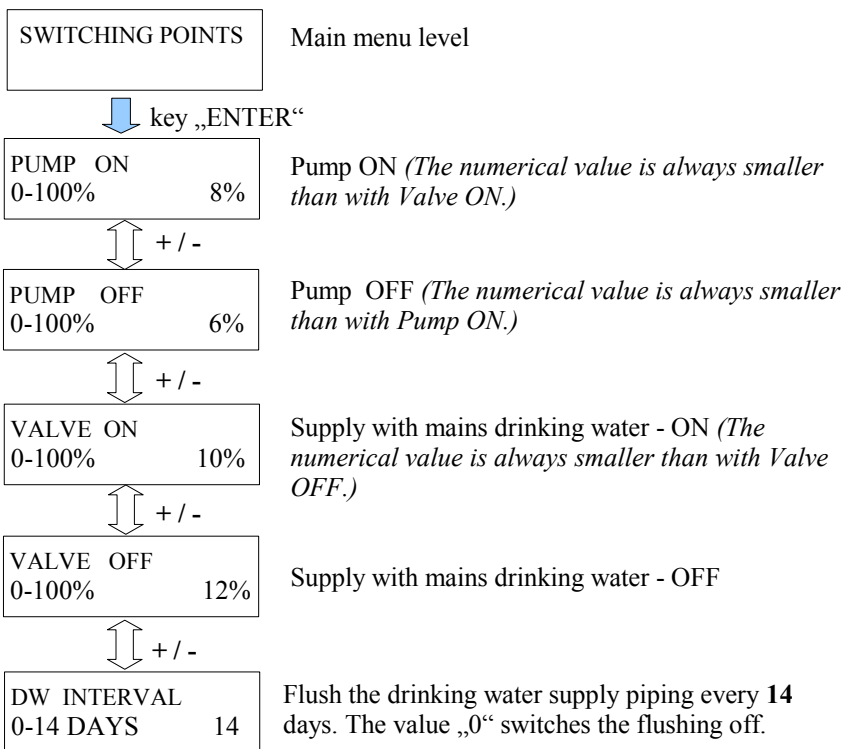 SWITCHING POINTS
Main menu level
key „ENTER“
PUMP ON
0-100% 8%
Pump ON (The numerical value is always smaller
than with Valve ON.)
+ / -
PUMP OFF
0-100% 6%
Pump OFF (The numerical value is always smaller
than with Pump ON.)
+ / -
VALVE ON
0-100% 10%
Supply with mains drinking water - ON (The
numerical value is always smaller than with Valve
OFF.)
+ / -
VALVE OFF
0-100% 12%
Supply with mains drinking water - OFF
+ / -
DW INTERVAL
0-14 DAYS 14
Flush the drinking water supply piping every 14
days. The value „0“ switches the flushing off.